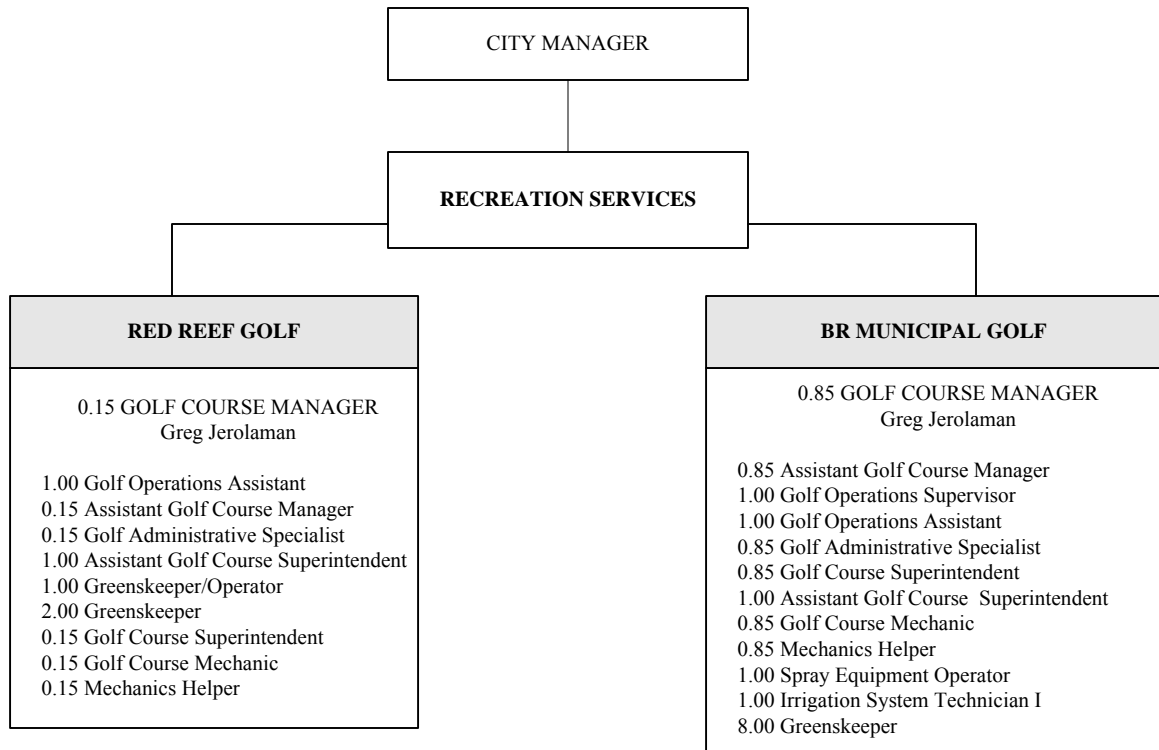 CITY MANAGER
RECREATION SERVICES
RED REEF GOLF
0.15 GOLF COURSE MANAGER
Greg Jerolaman
1.00 Golf Operations Assistant
0.15 Assistant Golf Course Manager
0.15 Golf Administrative Specialist
1.00 Assistant Golf Course Superintendent
1.00 Greenskeeper/Operator
2.00 Greenskeeper
0.15 Golf Course Superintendent
0.15 Golf Course Mechanic
0.15 Mechanics Helper
BR MUNICIPAL GOLF
0.85 GOLF COURSE MANAGER
Greg Jerolaman
0.85 Assistant Golf Course Manager
1.00 Golf Operations Supervisor
1.00 Golf Operations Assistant
0.85 Golf Administrative Specialist
0.85 Golf Course Superintendent
1.00 Assistant Golf Course  Superintendent
0.85 Golf Course Mechanic
0.85 Mechanics Helper
1.00 Spray Equipment Operator
1.00 Irrigation System Technician I
8.00 Greenskeeper